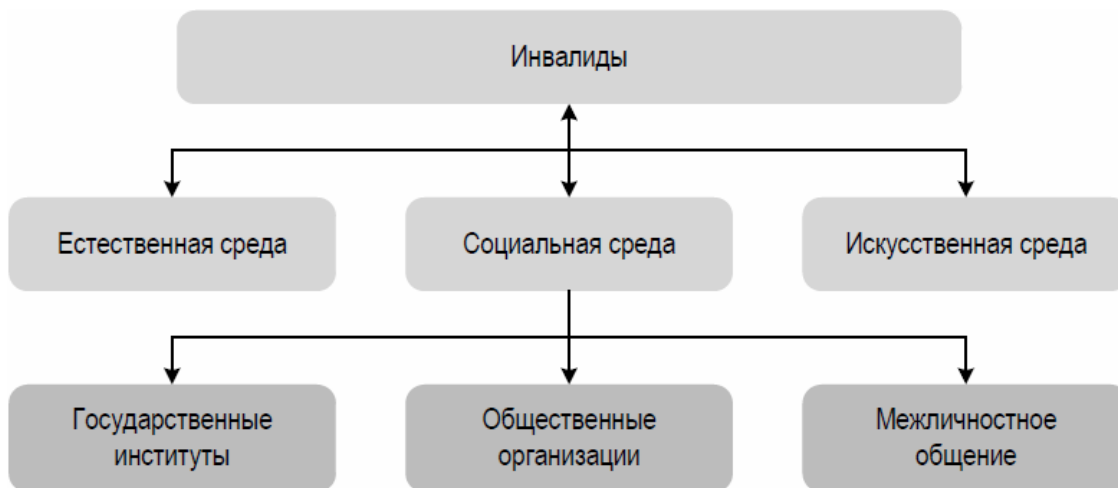 Инвалиды
Естественная среда
Социальная среда
Искусственная среда
Государственные
институты
Общественные
организации
Межличностное
общение